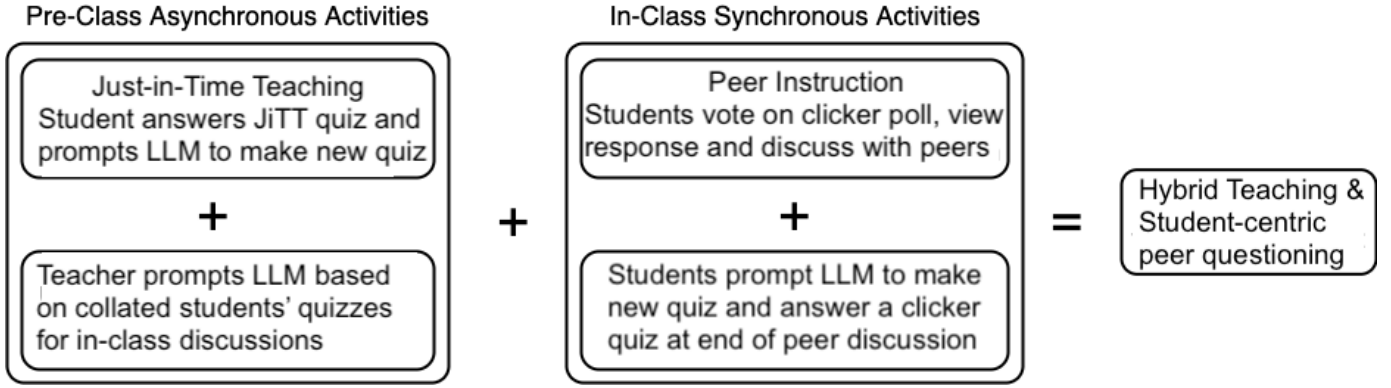 Pre-Class Asynchronous Activities
Just-in-Time Teaching
Student answers JiTT quiz and
prompts LLM to make new quiz
+
Teacher prompts LLM based
on collated students' quizzes
for in-class discussions
+
In-Class Synchronous Activities
Peer Instruction
Students vote on clicker poll, view
response and discuss with peers
+
Students prompt LLM to make
new quiz and answer a clicker
quiz at end of peer discussion
=
Hybrid Teaching &
Student-centric
peer questioning